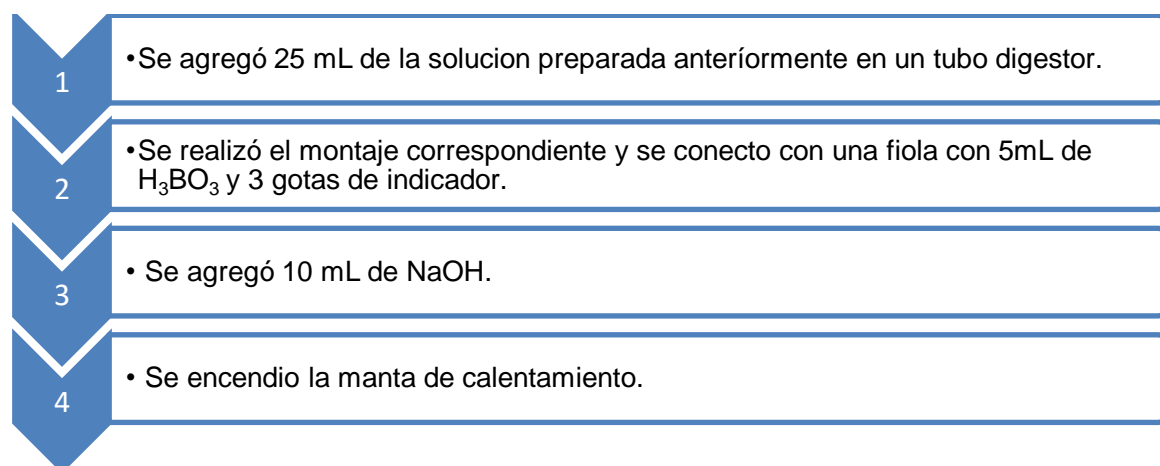 1
•Se agregó 25 mL de la solucion preparada anteríormente en un tubo digestor.
2
•Se realizó el montaje correspondiente y se conecto con una fiola con 5mL de
H₃BO₃ y 3 gotas de indicador.
3
• Se agregó 10 mL de NaOH.
4
• Se encendio la manta de calentamiento.